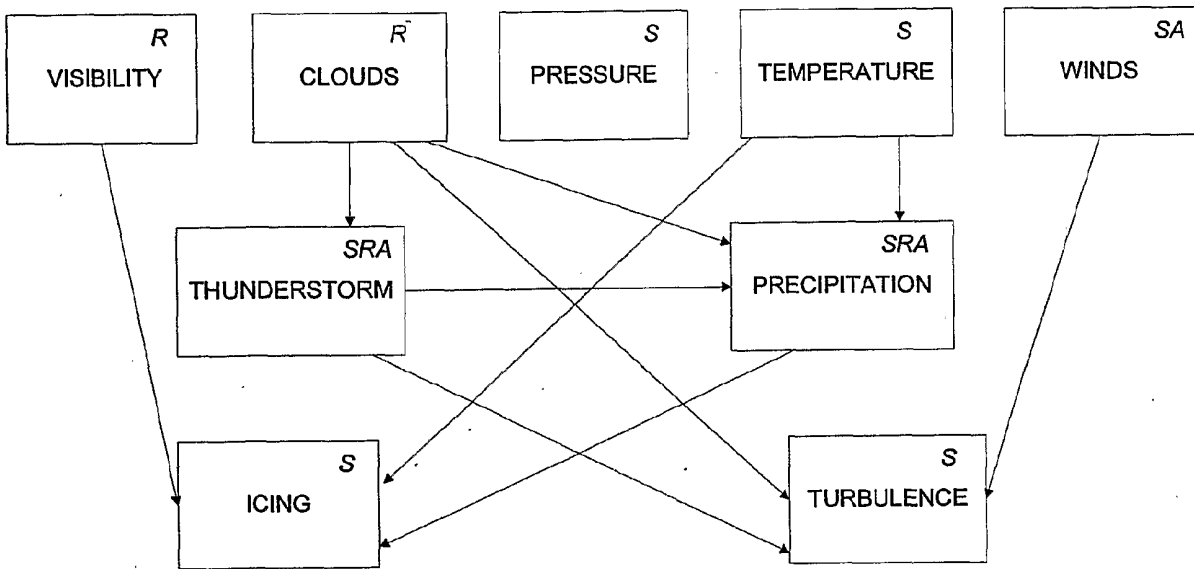 R
VISIBILITY
R
CLOUDS
S
PRESSURE
S
TEMPERATURE
SA
WINDS
SRA
THUNDERSTORM
SRA
PRECIPITATION
S
ICING
S
TURBULENCE